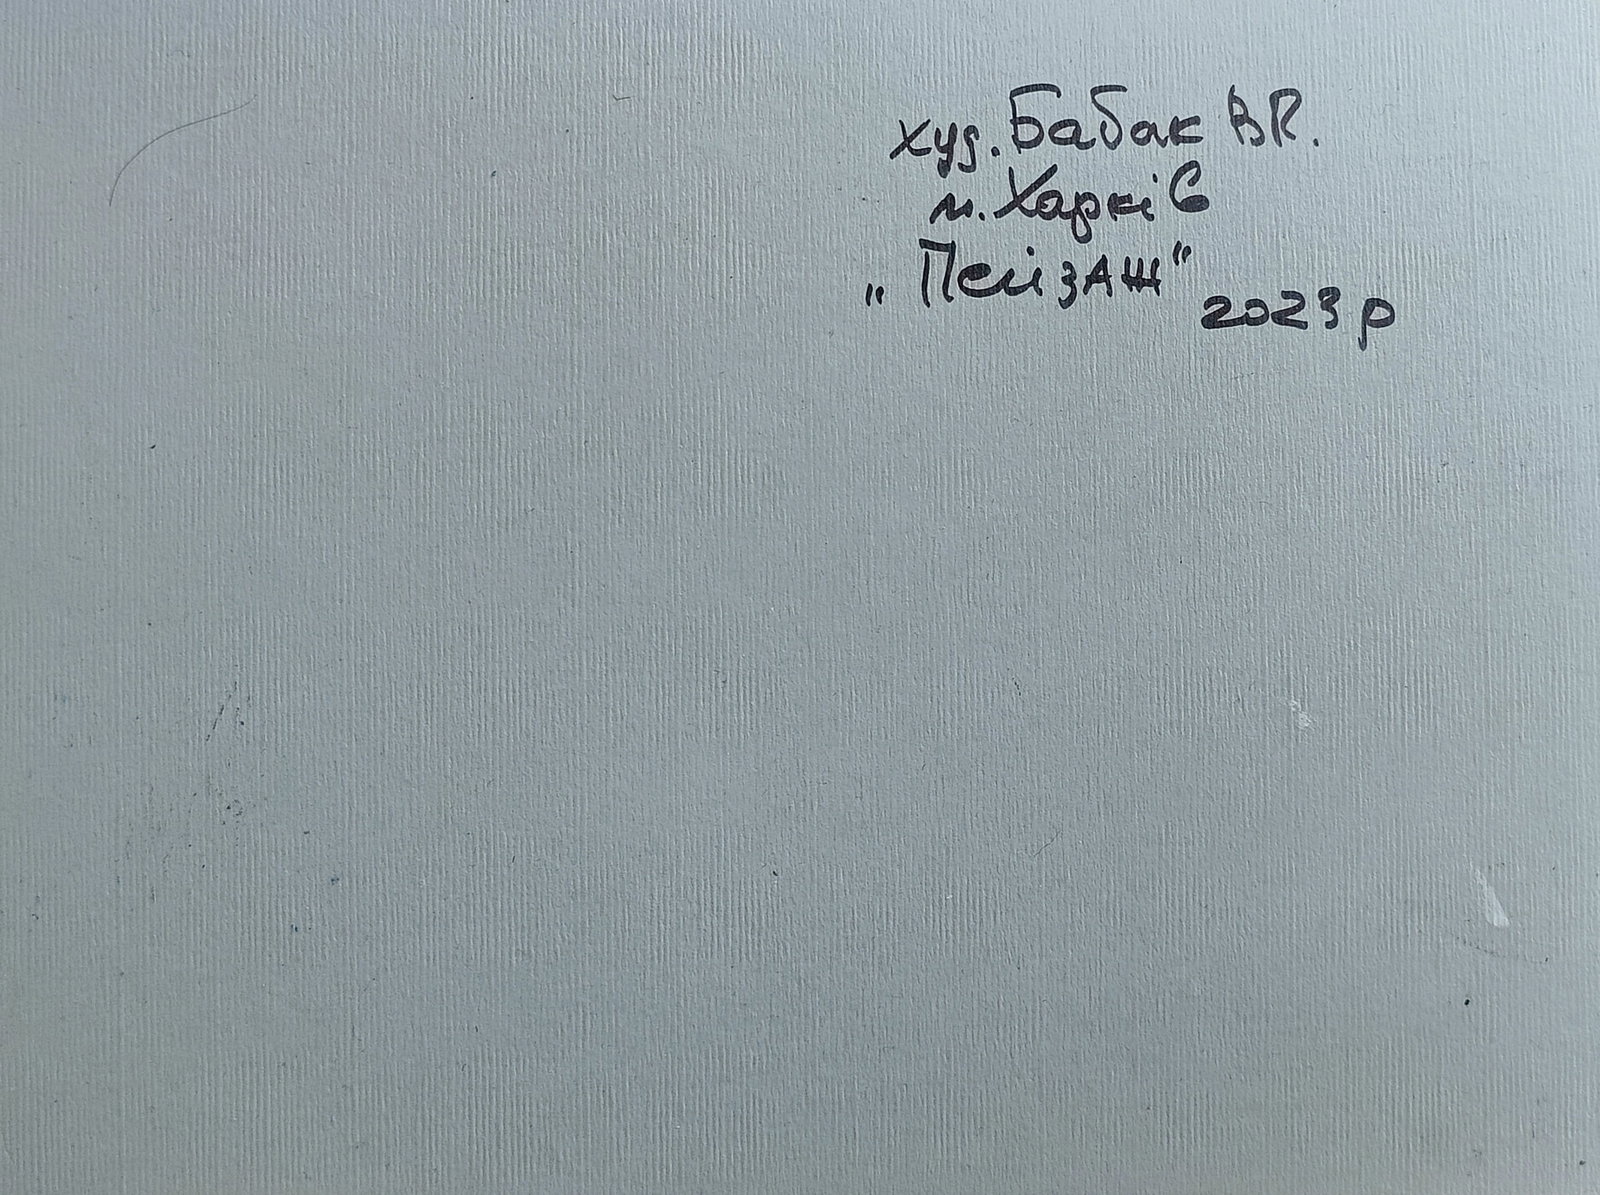 худ. Бабак В.
м. Харків
„Пейзаж"
2023 р